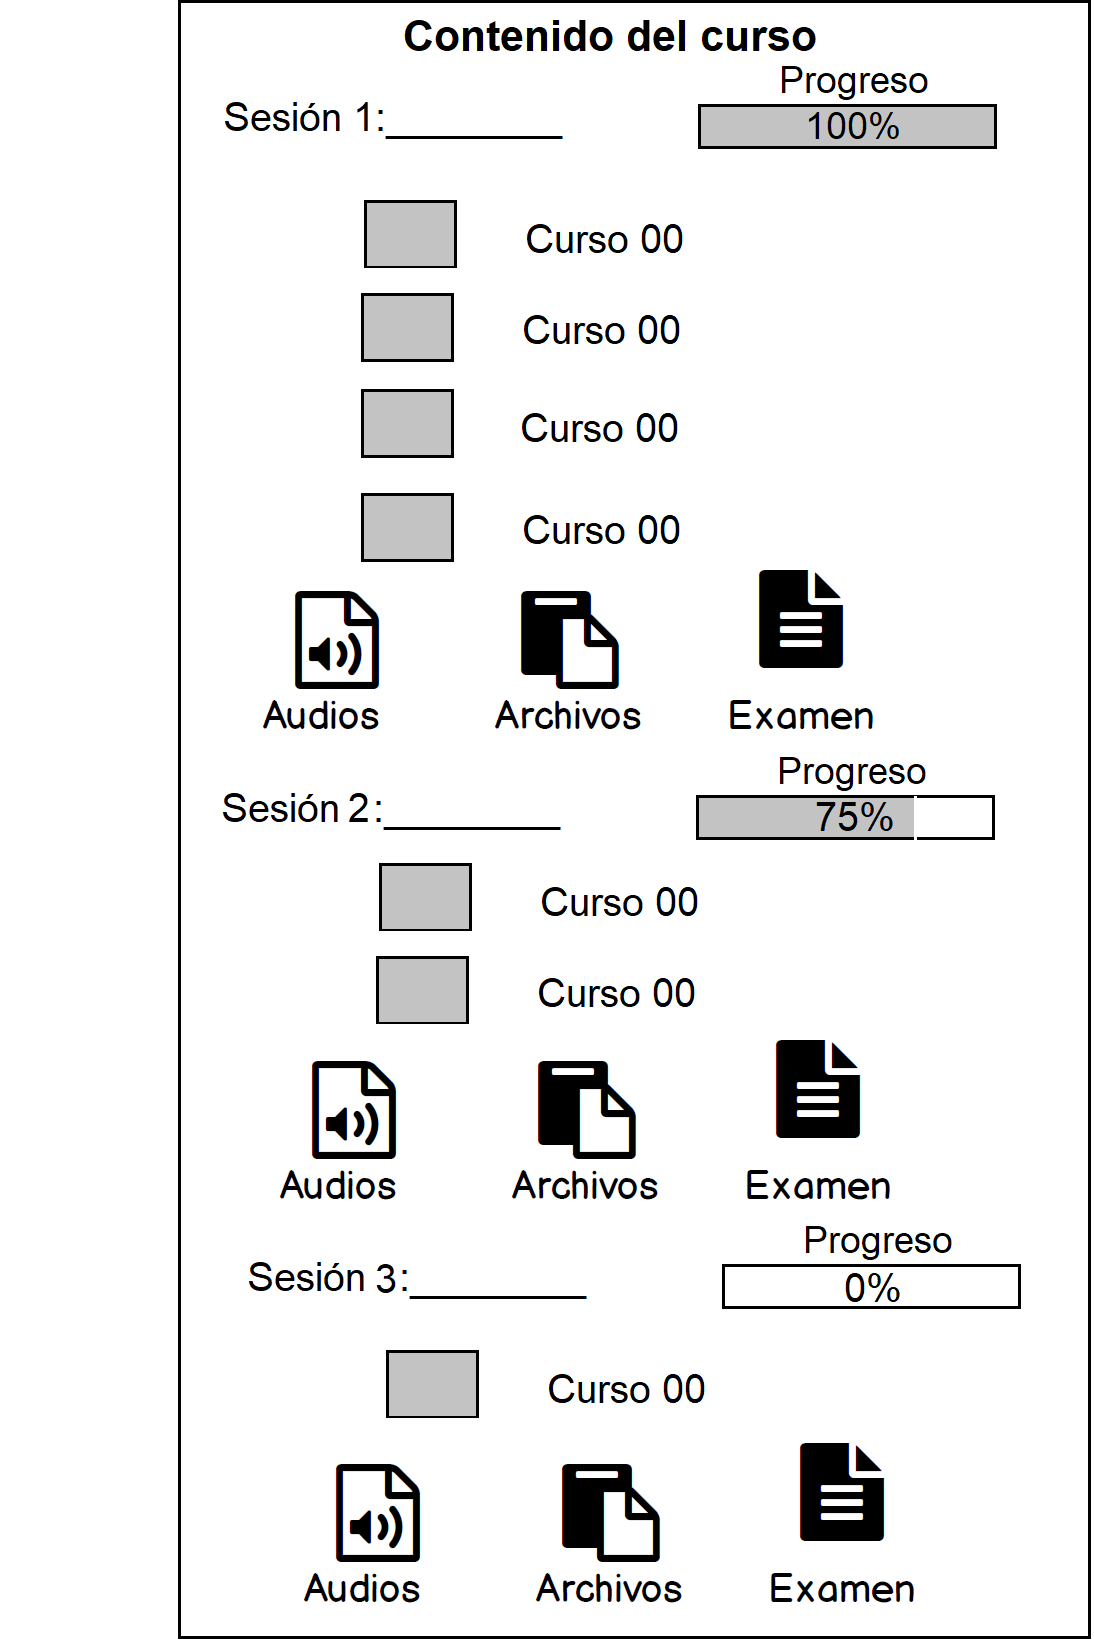 Contenido del curso
Progreso
Sesión 1:________
100%
Curso 00
Curso 00
Curso 00
Curso 00
Audios
Archivos
Examen
Progreso
Sesión 2:________
75%
Curso 00
Curso 00
Audios
Archivos
Examen
Progreso
Sesión 3:________
0%
Curso 00
Audios
Archivos
Examen